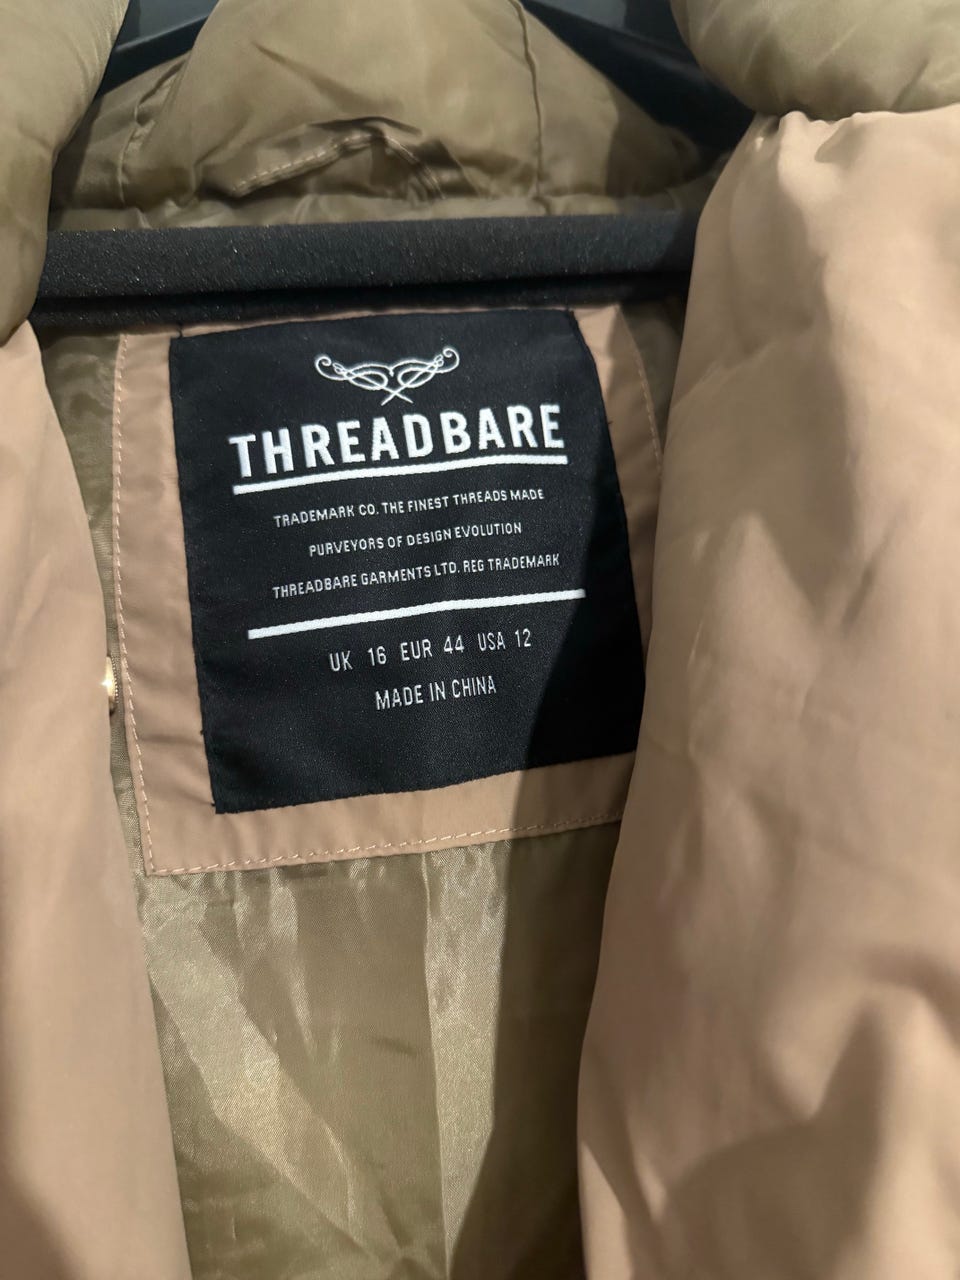 THREADBARE
TRADEMARK CO. THE FINEST THREADS MADE
PURVEYORS OF DESIGN EVOLUTION
THREADBARE GARMENTS LTD. REG TRADEMARK
UK 16 EUR 44 USA 12
MADE IN CHINA